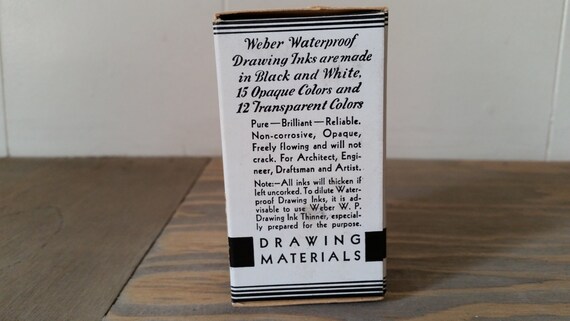 Weber Waterproof
Drawing Inks are made
in Black and White,
15 Opaque Colors and
12 Transparent Colors
Pure—Brilliant—Reliable.
Non-corrosive, Opaque,
Freely flowing and will not
crack. For Architect, Engi-
neer, Draftsman and Artist.
Note:—All inks will thicken if
left uncorked. To dilute Water-
proof Drawing Inks, it is ad-
visable to use Weber W. P.
Drawing Ink Thinner, especial-
ly prepared for the purpose.
DRAWING
MATERIALS